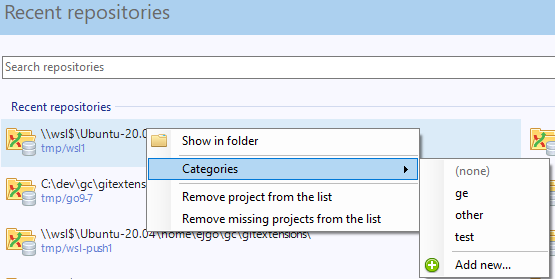 Recent repositories
Search repositories
Recent repositories
\\wsl$\Ubuntu-20.0
tmp/wsl1
Show in folder
Categories
(none)
C:\dev\gc\gitextens
tmp/go9-7
Remove project from the list
ge
Remove missing projects from the list
other
\\wsl$\Ubuntu-20.04\home\ejgo\gc\gitextensions\
tmp/wsl-push1
test
Add new...